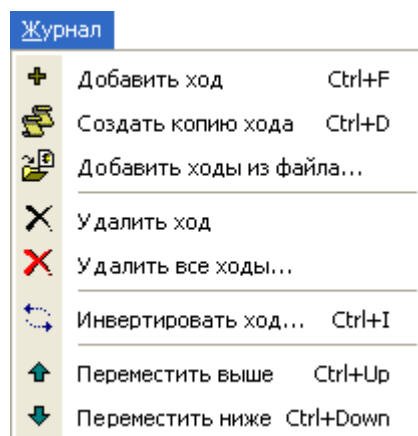 Журнал
Добавить ход Ctrl+F
Создать копию хода Ctrl+D
Добавить ходы из файла...
Удалить ход
Удалить все ходы...
Инвертировать ход... Ctrl+I
Переместить выше Ctrl+Up
Переместить ниже Ctrl+Down